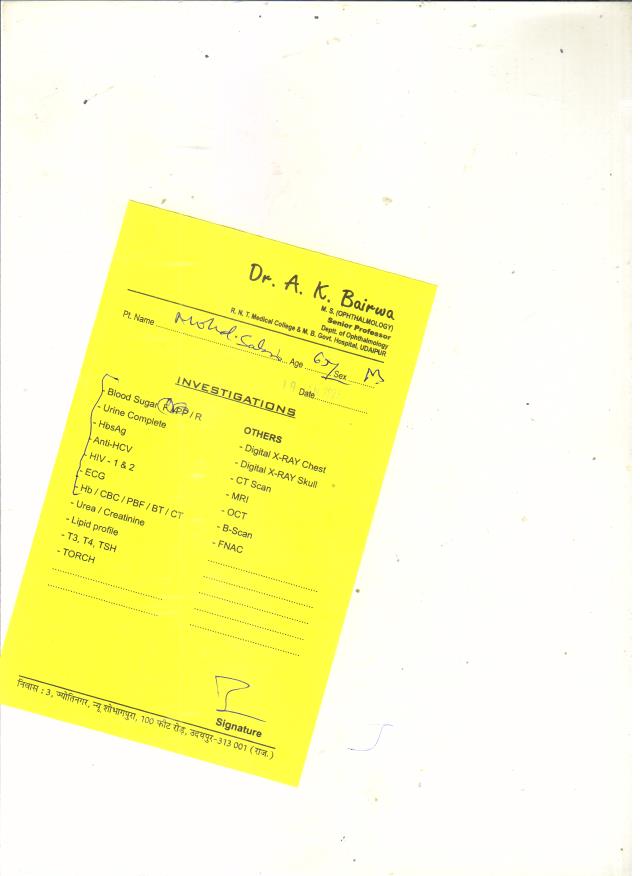 Dr. A. K. Bairwa
M. S. (OPHTHALMOLOGY)
Senior Professor
Deptt. of Ophthalmology
R. N. T. Medical College & M. B. Govt. Hospital, UDAIPUR
Pt. Name Mohd. Age 65 Sex M
Date
INVESTIGATIONS
- Blood Sugar F / PP / R
- Urine Complete
- HbsAg
- Anti-HCV
- HIV - 1 & 2
- ECG
- Hb / CBC / PBF / BT / CT
- Urea / Creatinine
- Lipid profile
- T3, T4, TSH
- TORCH
OTHERS
- Digital X-RAY Chest
- Digital X-RAY Skull
- CT Scan
- MRI
- OCT
- B-Scan
- FNAC
Signature
निवास : 3, ज्योतिनगर, न्यू शोभागपुरा, 100 फीट रोड़, उदयपुर-313 001 (राज.)